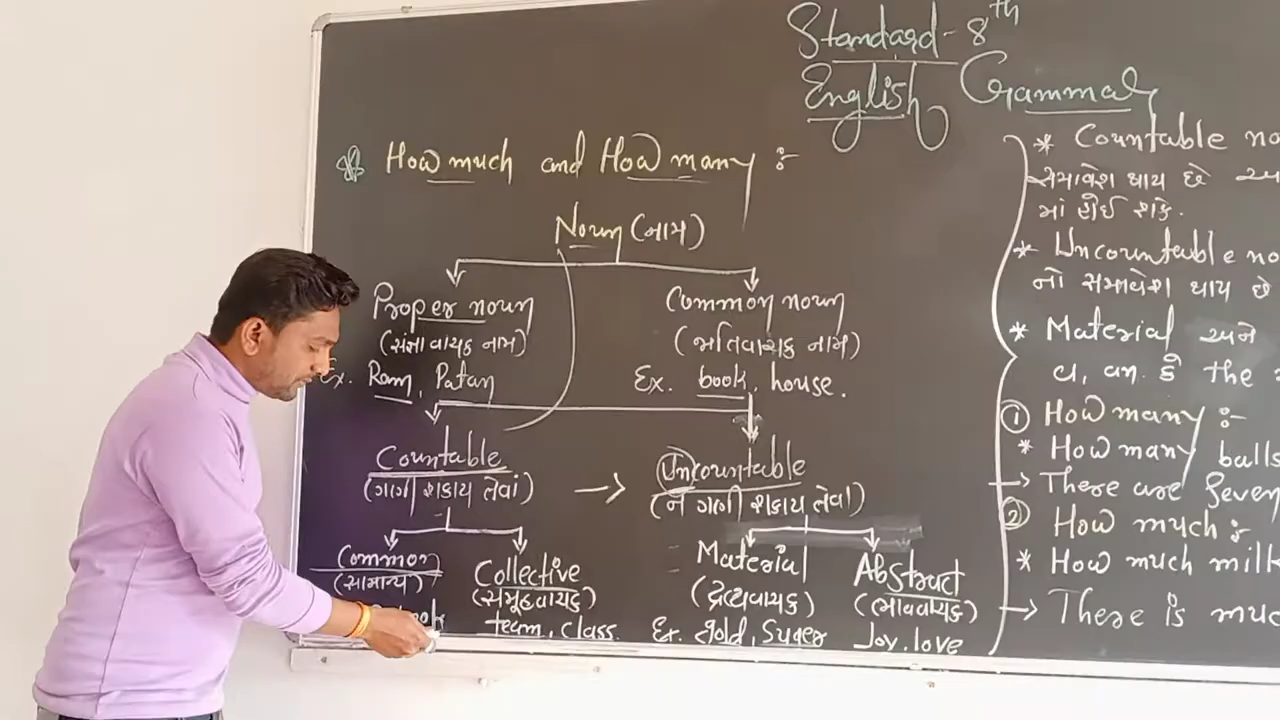 Standard - 8th
English Grammar
How much and How many :-
Noun (નામ)
Proper noun
(સંજ્ઞાવાચક નામ)
Ex. Ram, Patan
Common noun
(જાતિવાચક નામ)
Ex. book, house.
Countable
(ગણી શકાય તેવાં)
→ Uncountable
(ન ગણી શકાય તેવાં)
Common
(સામાન્ય)
Collective
(સમૂહવાચક)
team, class.
Material
(દ્રવ્યવાચક)
Ex. gold, Suger
Abstract
(ભાવવાચક)
Joy, love
* Countable no
સમાવેશ થાય છે
માં હોઈ શકે.
* Uncountable no
નો સમાવેશ થાય છે
* Material અને
a, an. કે the
① How many :-
* How many balls
→ There are Seven
② How much :-
* How much milk
→ There is muc